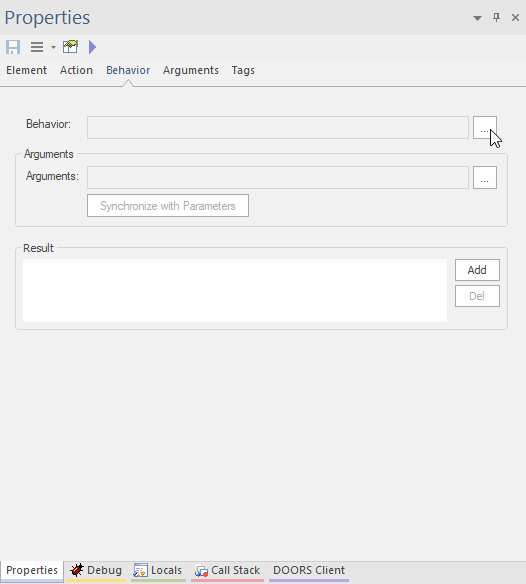 Properties
Element Action Behavior Arguments Tags
Behavior: ...
Arguments
Arguments: ...
Synchronize with Parameters
Result
Add
Del
Properties Debug Locals Call Stack DOORS Client